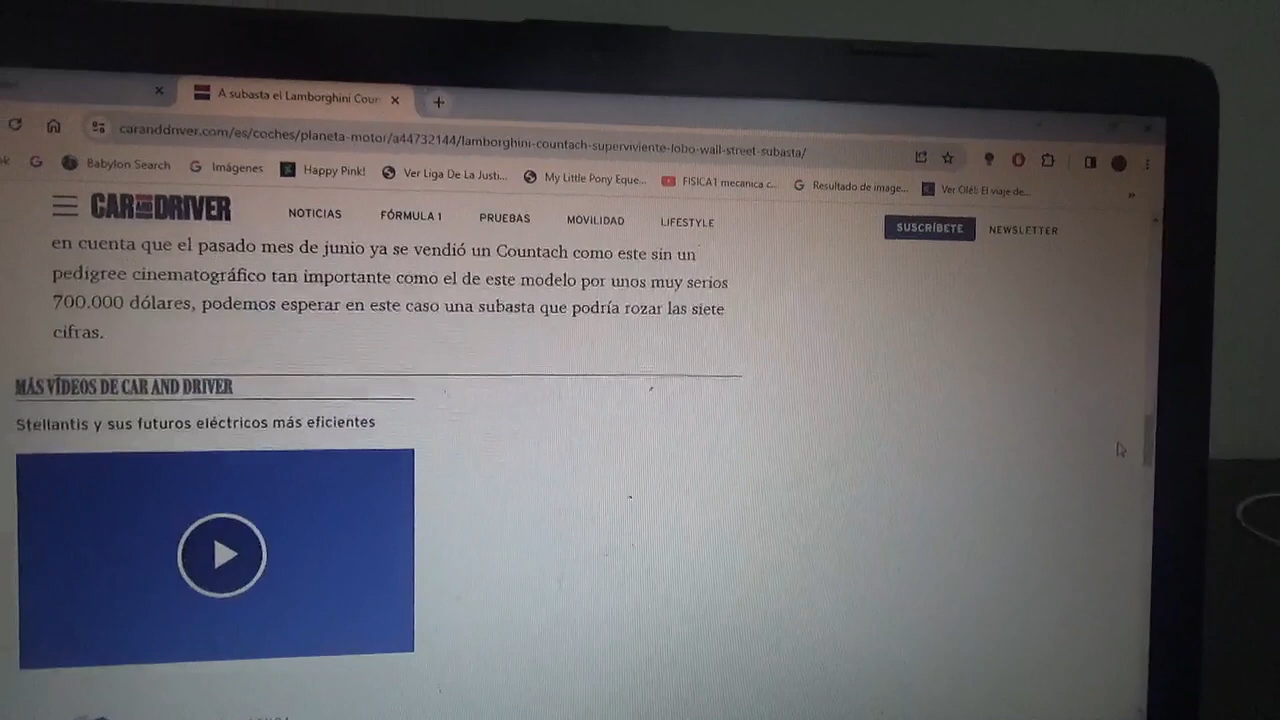 A subasta el Lamborghini Coun
caranddriver.com/es/coches/planeta-motor/a44732144/lamborghini-countach-superviviente-lobo-wall-street-subasta/
Babylon Search
Imágenes
Happy Pink!
Ver Liga De La Justi...
My Little Pony Eque...
FISICA1 mecanica c...
Resultado de image...
Ver Olé!: El viaje de...
CAR AND DRIVER
NOTICIAS
FÓRMULA 1
PRUEBAS
MOVILIDAD
LIFESTYLE
SUSCRÍBETE
NEWSLETTER
en cuenta que el pasado mes de junio ya se vendió un Countach como este sin un
pedigree cinematográfico tan importante como el de este modelo por unos muy serios
700.000 dólares, podemos esperar en este caso una subasta que podría rozar las siete
cifras.
MÁS VÍDEOS DE CAR AND DRIVER
Stellantis y sus futuros eléctricos más eficientes